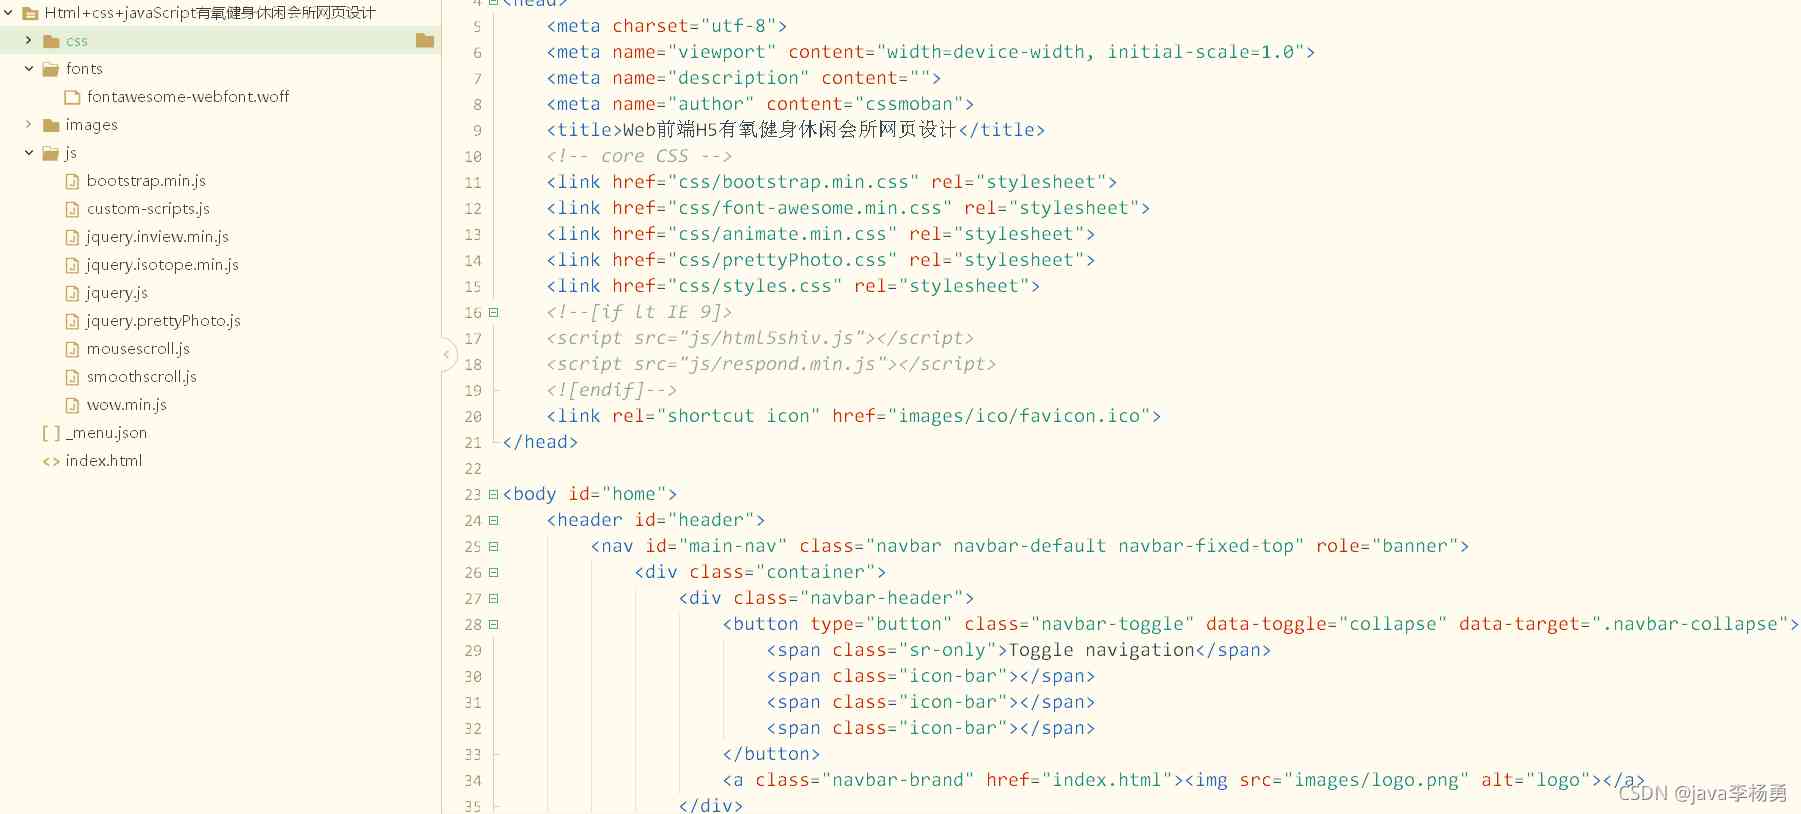 Html+css+javaScript有氧健身休闲会所网页设计
css
fonts
fontawesome-webfont.woff
images
js
bootstrap.min.js
custom-scripts.js
jquery.inview.min.js
jquery.isotope.min.js
jquery.js
jquery.prettyPhoto.js
mousescroll.js
smoothscroll.js
wow.min.js
_menu.json
index.html
4 <head>
5 <meta charset="utf-8">
6 <meta name="viewport" content="width=device-width, initial-scale=1.0">
7 <meta name="description" content="">
8 <meta name="author" content="cssmoban">
9 <title>Web前端H5有氧健身休闲会所网页设计</title>
10 <!-- core CSS -->
11 <link href="css/bootstrap.min.css" rel="stylesheet">
12 <link href="css/font-awesome.min.css" rel="stylesheet">
13 <link href="css/animate.min.css" rel="stylesheet">
14 <link href="css/prettyPhoto.css" rel="stylesheet">
15 <link href="css/styles.css" rel="stylesheet">
16 <!--[if lt IE 9]>
17 <script src="js/html5shiv.js"></script>
18 <script src="js/respond.min.js"></script>
19 <![endif]-->
20 <link rel="shortcut icon" href="images/ico/favicon.ico">
21 </head>
22
23 <body id="home">
24 <header id="header">
25 <nav id="main-nav" class="navbar navbar-default navbar-fixed-top" role="banner">
26 <div class="container">
27 <div class="navbar-header">
28 <button type="button" class="navbar-toggle" data-toggle="collapse" data-target=".navbar-collapse">
29 <span class="sr-only">Toggle navigation</span>
30 <span class="icon-bar"></span>
31 <span class="icon-bar"></span>
32 <span class="icon-bar"></span>
33 </button>
34 <a class="navbar-brand" href="index.html"><img src="images/logo.png" alt="logo"></a>
35 </div>
CSDN @java李杨勇